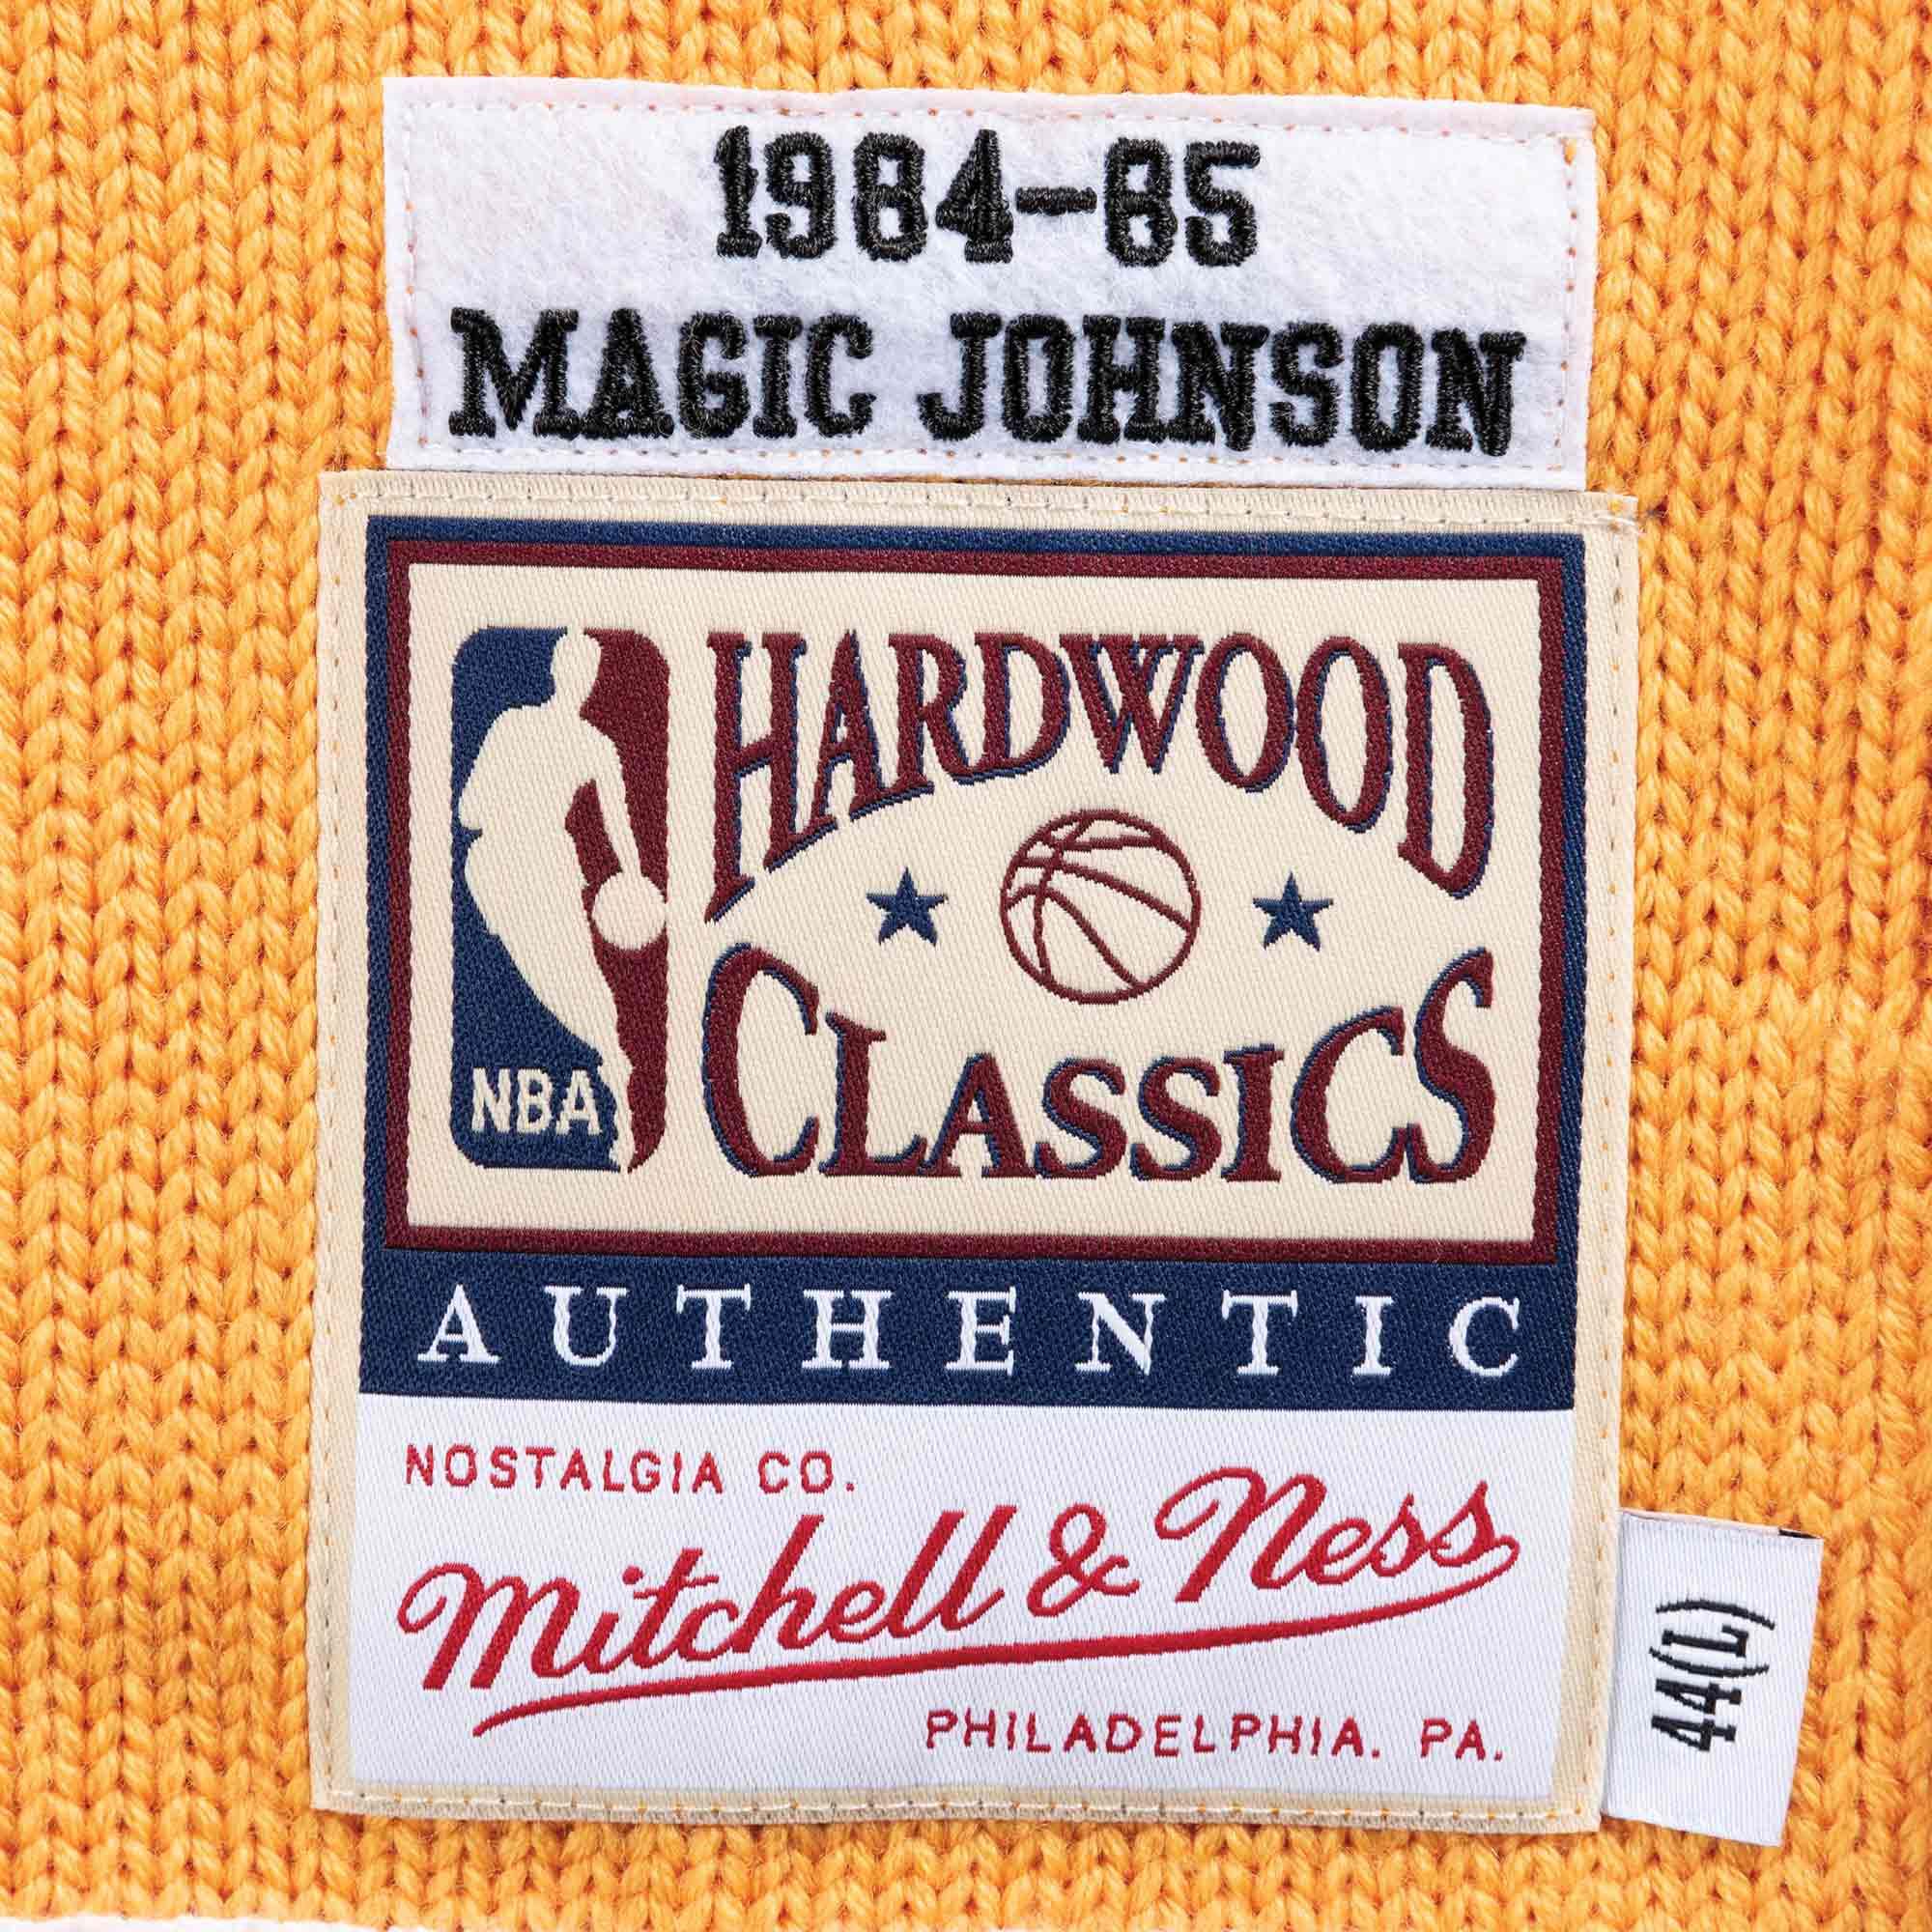 1984-85
MAGIC JOHNSON
HARDWOOD
CLASSICS
NBA
AUTHENTIC
NOSTALGIA CO.
Mitchell & Ness
PHILADELPHIA. PA.
44(L)